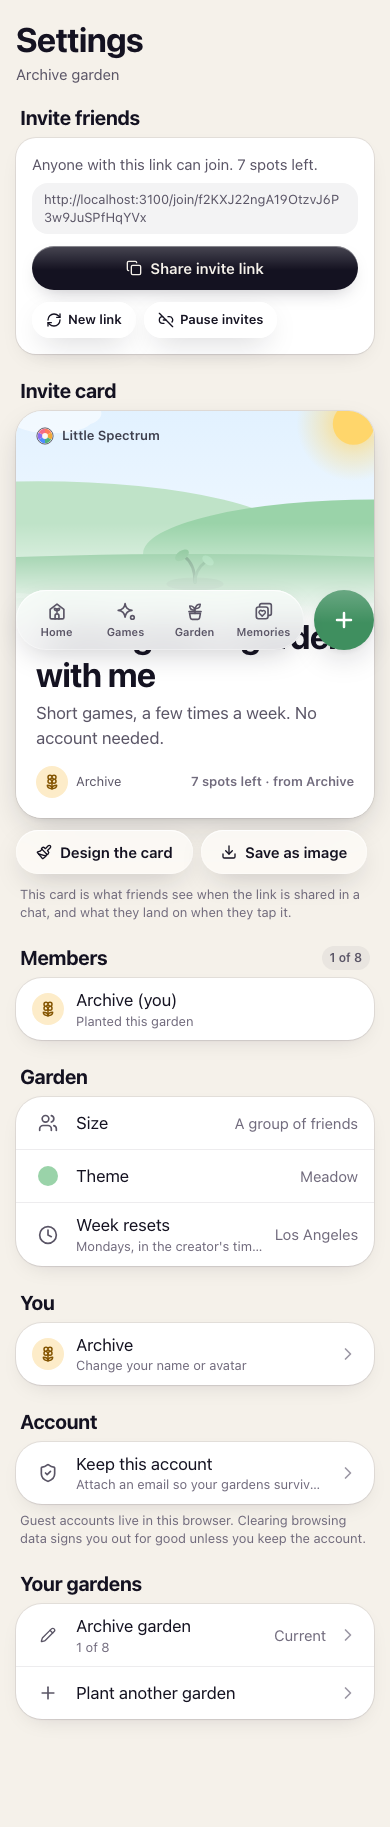 Settings
Archive garden
Invite friends
Anyone with this link can join. 7 spots left.
http://localhost:3100/join/f2KXJ22ngA19OtzvJ6P
3w9JuSPfHqYVx
Share invite link
New link
Pause invites
Invite card
Little Spectrum
Home
Games
Garden
Memories
with me
Short games, a few times a week. No
account needed.
Archive
7 spots left · from Archive
Design the card
Save as image
This card is what friends see when the link is shared in a
chat, and what they land on when they tap it.
Members
1 of 8
Archive (you)
Planted this garden
Garden
Size
A group of friends
Theme
Meadow
Week resets
Mondays, in the creator's tim...
Los Angeles
You
Archive
Change your name or avatar
Account
Keep this account
Attach an email so your gardens surviv...
Guest accounts live in this browser. Clearing browsing
data signs you out for good unless you keep the account.
Your gardens
Archive garden
1 of 8
Current
Plant another garden